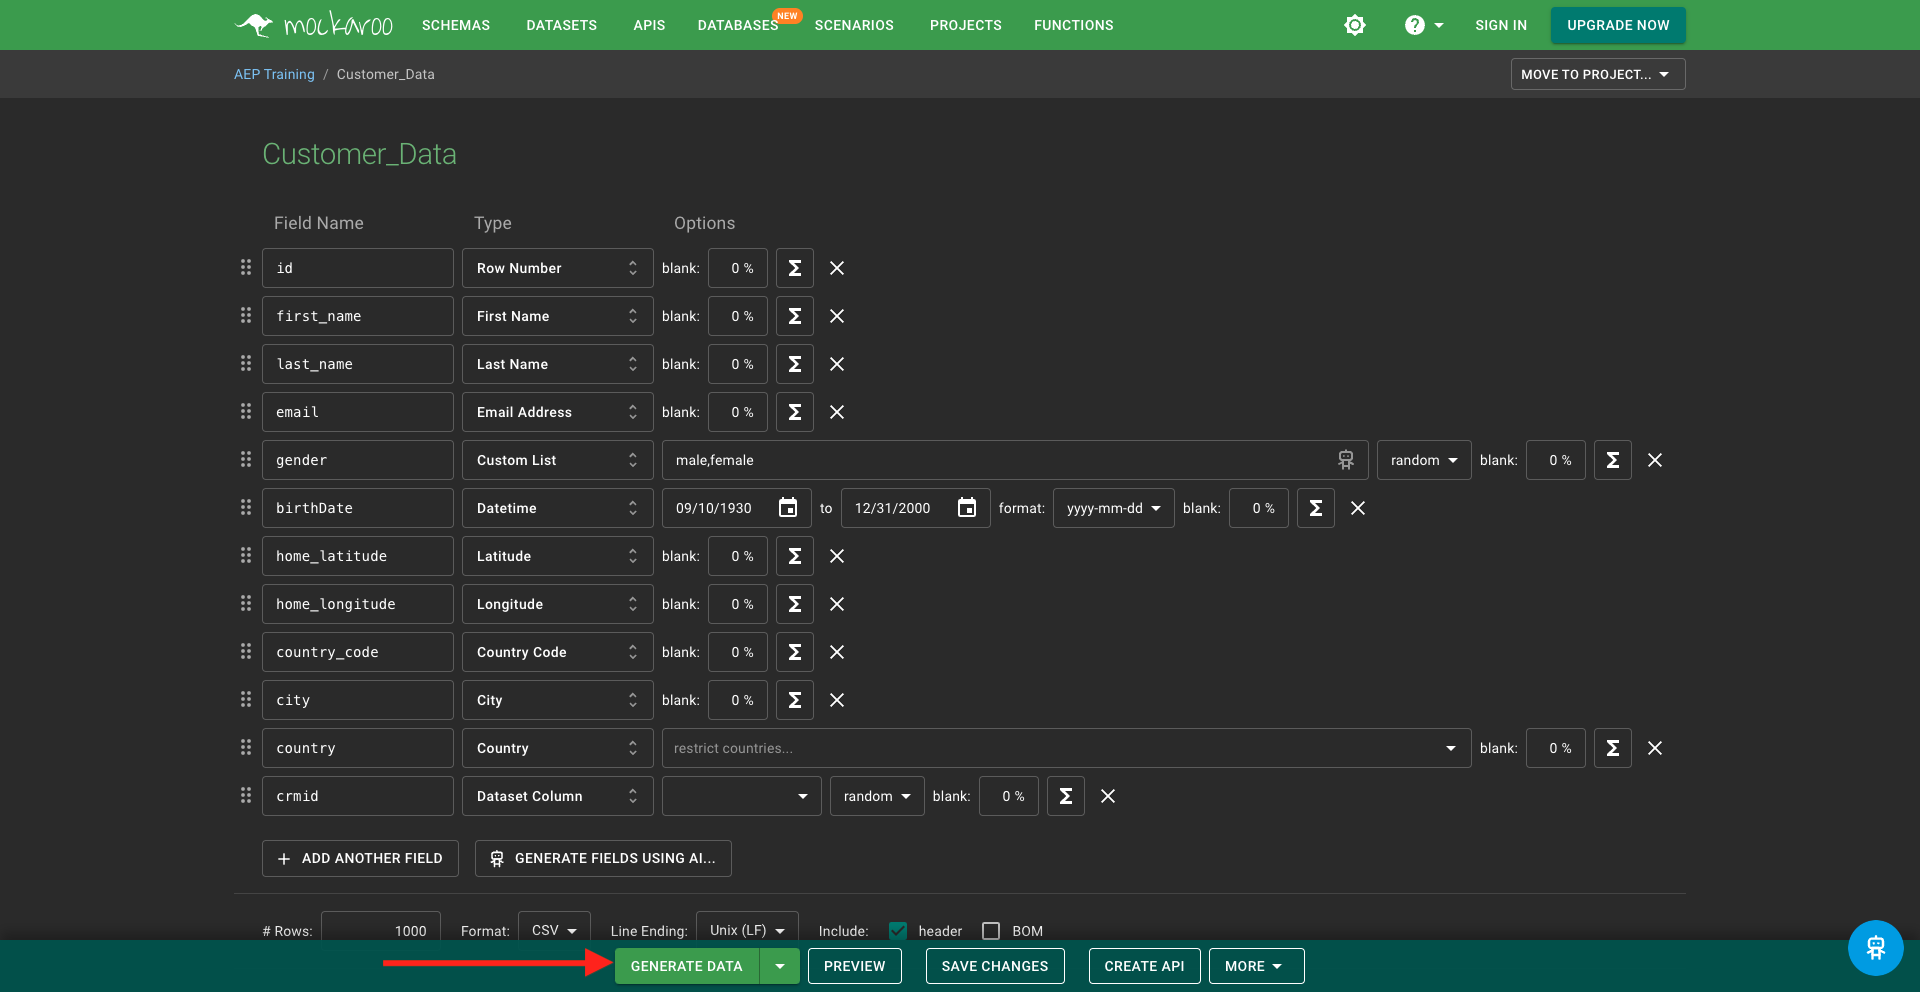 mockaroo SCHEMAS DATASETS APIS DATABASES NEW SCENARIOS PROJECTS FUNCTIONS ? SIGN IN UPGRADE NOW
AEP Training / Customer_Data MOVE TO PROJECT...
Customer_Data
Field Name Type Options
id Row Number blank: 0 % Σ
first_name First Name blank: 0 % Σ
last_name Last Name blank: 0 % Σ
email Email Address blank: 0 % Σ
gender Custom List male,female random blank: 0 % Σ
birthDate Datetime 09/10/1930 to 12/31/2000 format: yyyy-mm-dd blank: 0 % Σ
home_latitude Latitude blank: 0 % Σ
home_longitude Longitude blank: 0 % Σ
country_code Country Code blank: 0 % Σ
city City blank: 0 % Σ
country Country restrict countries... blank: 0 % Σ
crmid Dataset Column random blank: 0 % Σ
+ ADD ANOTHER FIELD GENERATE FIELDS USING AI...
# Rows: 1000 Format: CSV Line Ending: Unix (LF) Include: header BOM
GENERATE DATA PREVIEW SAVE CHANGES CREATE API MORE